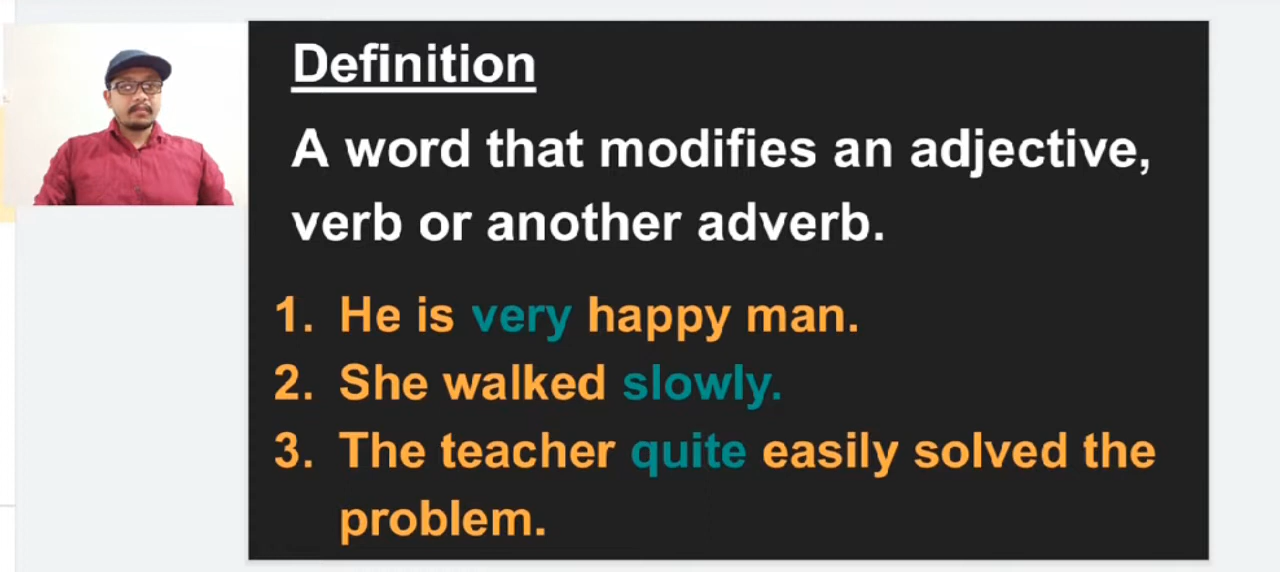 Definition
A word that modifies an adjective,
verb or another adverb.
1. He is very happy man.
2. She walked slowly.
3. The teacher quite easily solved the
problem.